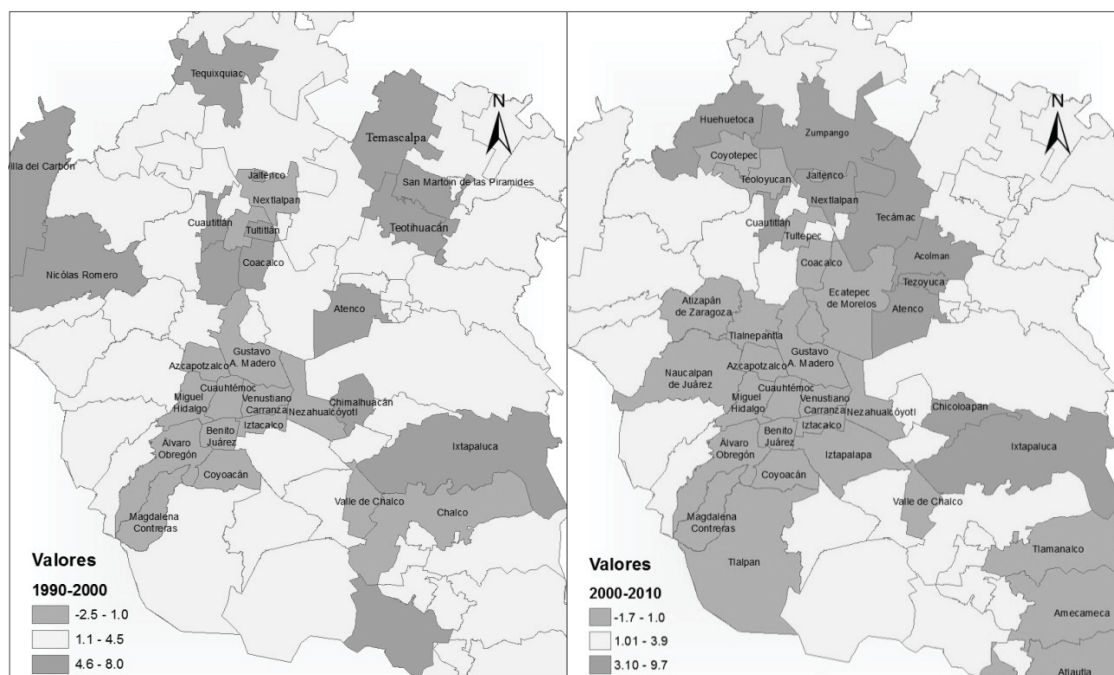 Tequixquiac
Temascalpa
N
illa del Carbón
Jaltenco
San Martoin de las Piramides
Nextlalpan
Cuautitlán
Tultitlán
Teotihuacán
Coacalco
Nicólas Romero
Atenco
Gustavo
A. Madero
Azcapotzalco
Cuauhtémoc
Miguel
Hidalgo
Venustiano
Carranza
Nezahualcóyotl
Chimalhuacán
Iztacalco
Benito
Juárez
Álvaro
Obregón
Ixtapaluca
Coyoacán
Valle de Chalco
Chalco
Magdalena
Contreras
Valores
1990-2000
-2.5 - 1.0
1.1 - 4.5
4.6 - 8.0
Huehuetoca
Zumpango
N
Coyotepec
Teoloyucan
Jaltenco
Nextlalpan
Cuautitlán
Tultepec
Tecámac
Coacalco
Acolman
Ecatepec
de Morelos
Tezoyuca
Atenco
Atizapán
de Zaragoza
Tlalnepantla
Gustavo
A. Madero
Azcapotzalco
Naucalpan
de Juárez
Cuauhtémoc
Miguel
Hidalgo
Venustiano
Carranza
Nezahualcóyotl
Chicoloapan
Iztacalco
Benito
Juárez
Álvaro
Obregón
Iztapalapa
Ixtapaluca
Coyoacán
Valle de Chalco
Magdalena
Contreras
Tlalpan
Tlamanalco
Amecameca
Atlautla
Valores
2000-2010
-1.7 - 1.0
1.01 - 3.9
3.10 - 9.7